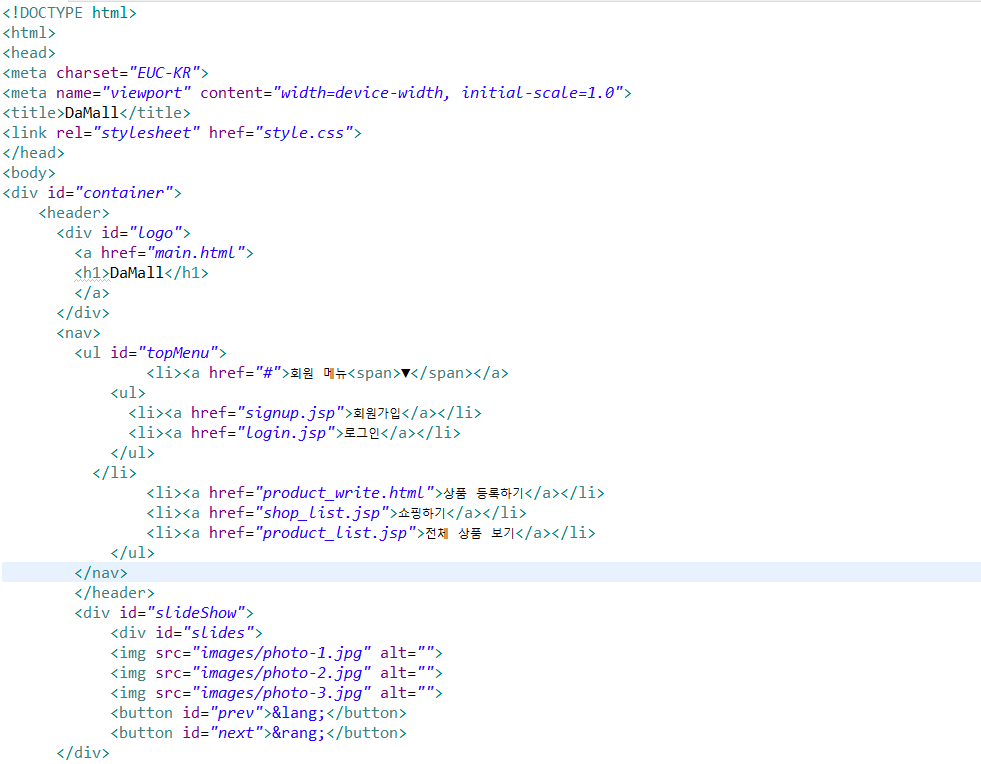 <!DOCTYPE html>
<html>
<head>
<meta charset="EUC-KR">
<meta name="viewport" content="width=device-width, initial-scale=1.0">
<title>DaMall</title>
<link rel="stylesheet" href="style.css">
</head>
<body>
<div id="container">
    <header>
      <div id="logo">
        <a href="main.html">
        <h1>DaMall</h1>
        </a>
      </div>
      <nav>
        <ul id="topMenu">
                <li><a href="#">회원 메뉴<span>▼</span></a>
            <ul>
              <li><a href="signup.jsp">회원가입</a></li>
              <li><a href="login.jsp">로그인</a></li>
            </ul>
          </li>
                <li><a href="product_write.html">상품 등록하기</a></li>
                <li><a href="shop_list.jsp">쇼핑하기</a></li>
                <li><a href="product_list.jsp">전체 상품 보기</a></li>
            </ul>
        </nav>
        </header>
        <div id="slideShow">
            <div id="slides">
            <img src="images/photo-1.jpg" alt="">
            <img src="images/photo-2.jpg" alt="">
            <img src="images/photo-3.jpg" alt="">
            <button id="prev">&lang;</button>
            <button id="next">&rang;</button>
      </div>